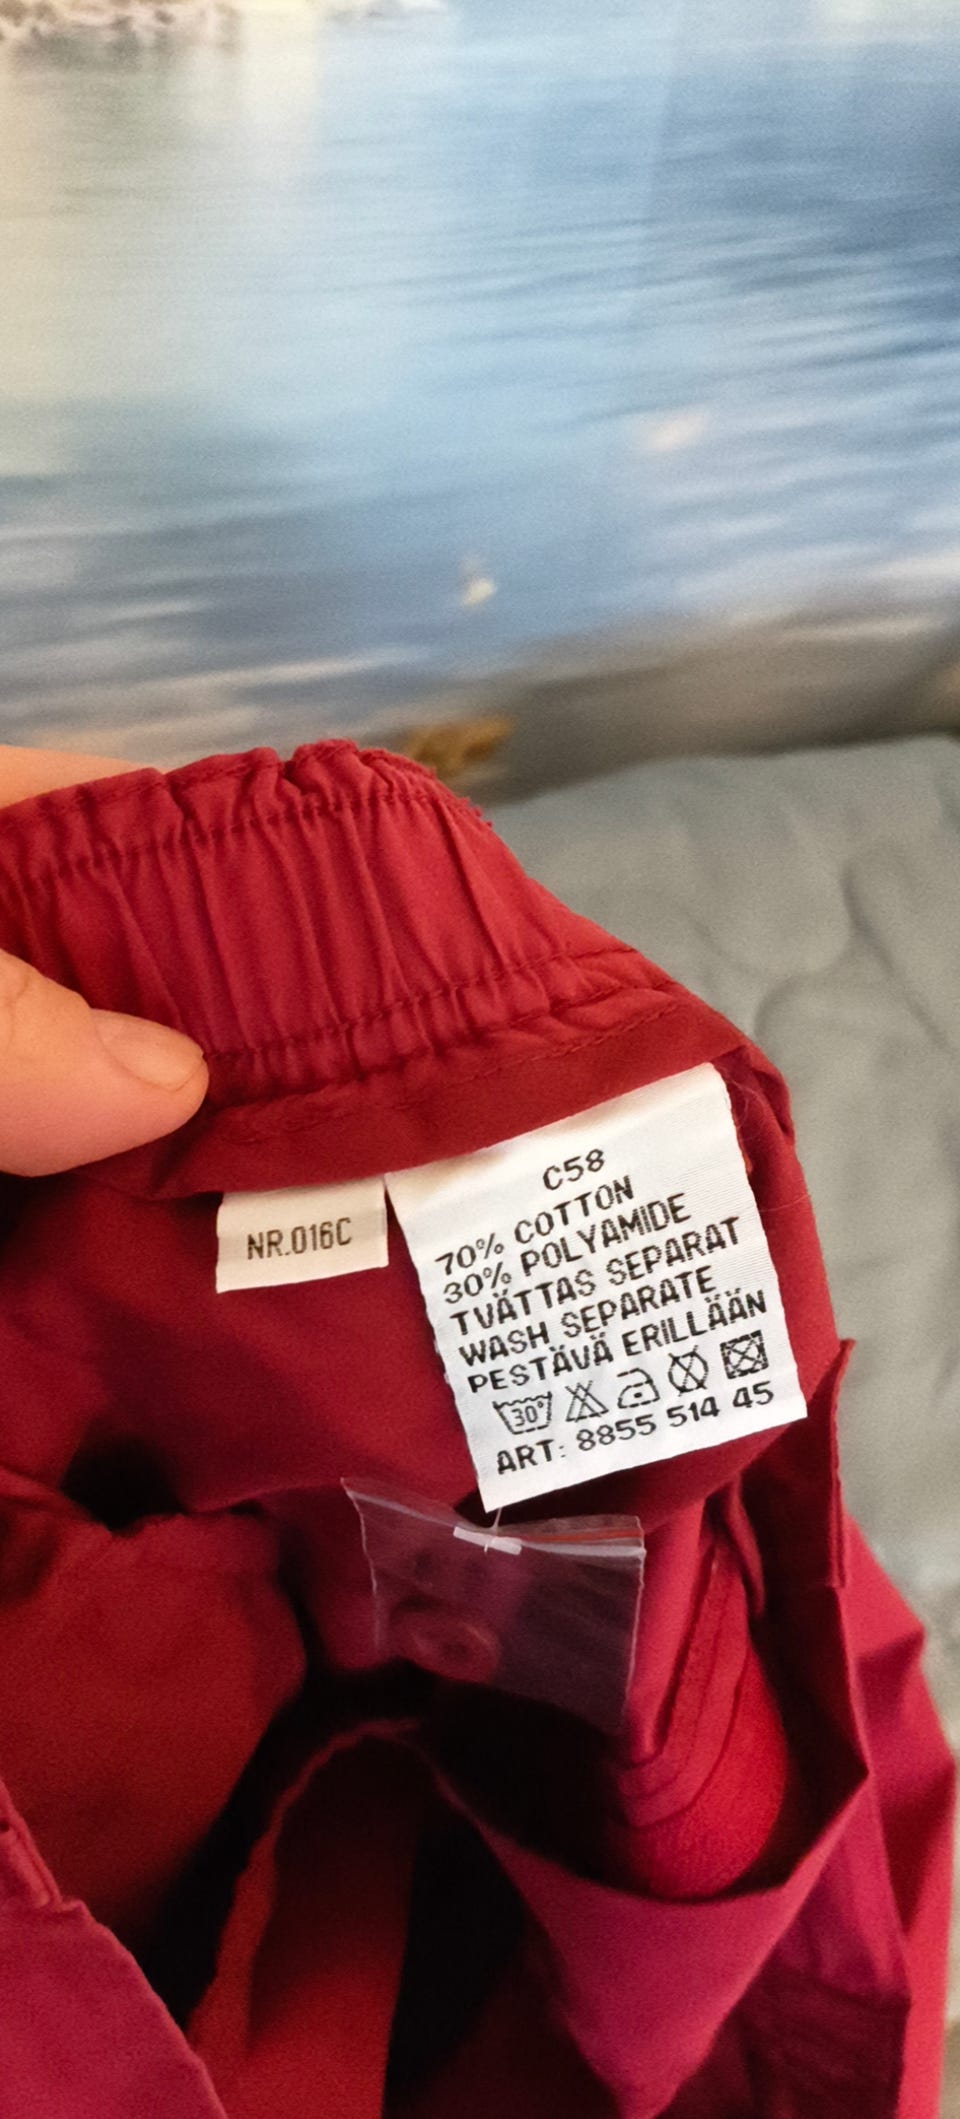 NR.016C
C58
70% COTTON
30% POLYAMIDE
TVÄTTAS SEPARAT
WASH SEPARATE
PESTÄVÄ ERILLÄÄN
30°
ART: 8855 514 45